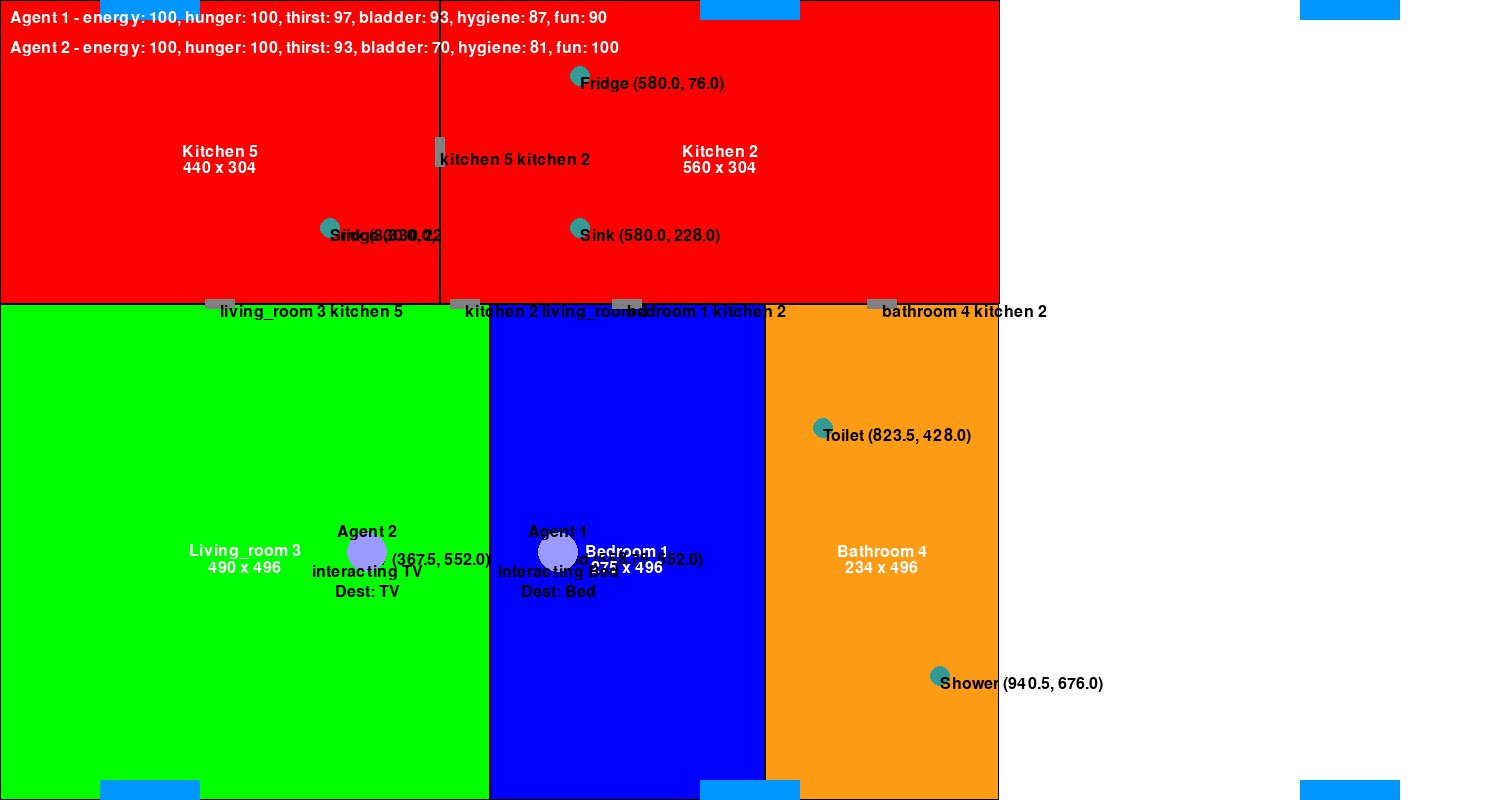 Agent 1 - energy: 100, hunger: 100, thirst: 97, bladder: 93, hygiene: 87, fun: 90
Agent 2 - energy: 100, hunger: 100, thirst: 93, bladder: 70, hygiene: 81, fun: 100
Fridge (580.0, 76.0)
Kitchen 5
440 x 304
kitchen 5 kitchen 2
Kitchen 2
560 x 304
Sink (580.0, 228.0)
living_room 3 kitchen 5
kitchen 2 living_room 3
bedroom 1 kitchen 2
bathroom 4 kitchen 2
Toilet (823.5, 428.0)
Agent 2
Agent 1
Living_room 3
490 x 496
(367.5, 552.0)
interacting TV
Dest: TV
Bedroom 1
275 x 496
552.0)
interacting Bed
Dest: Bed
Bathroom 4
234 x 496
Shower (940.5, 676.0)